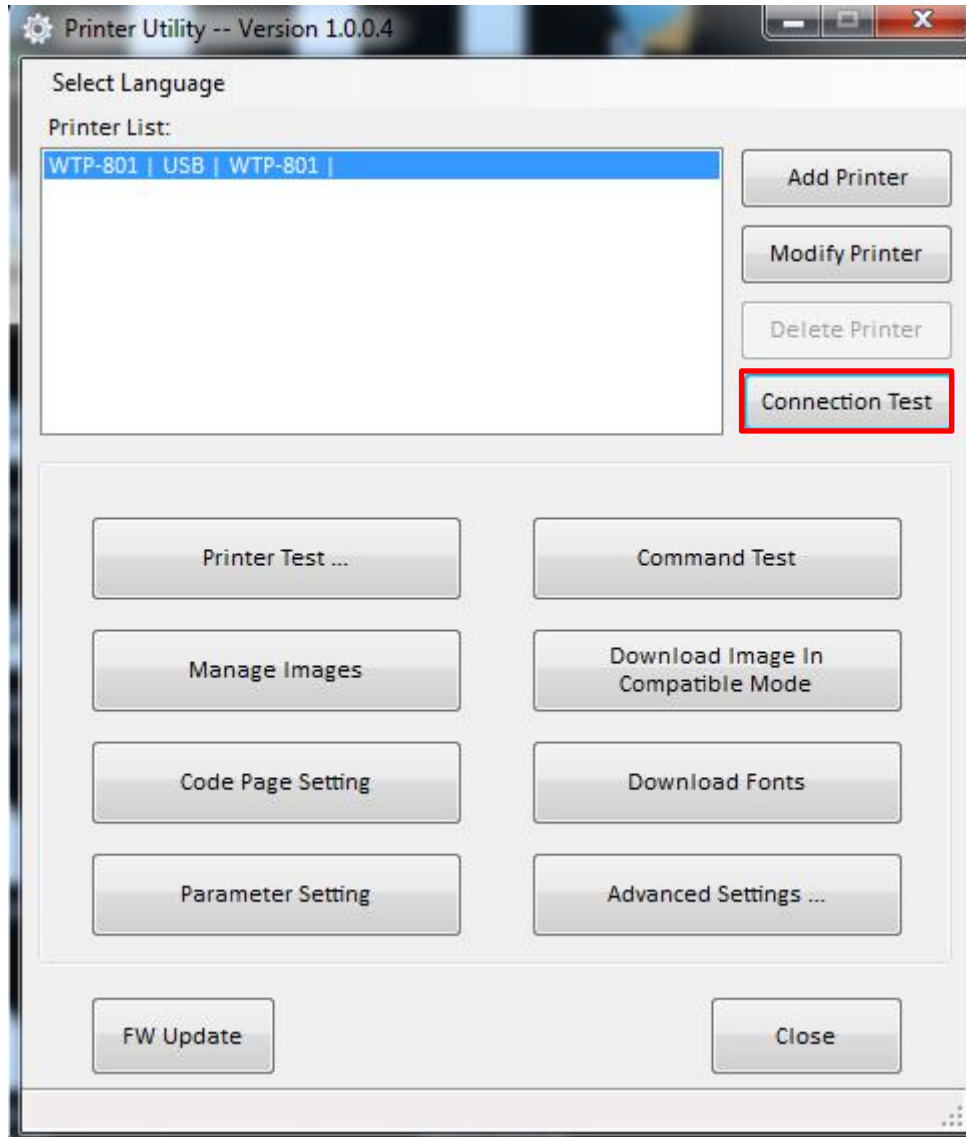 Printer Utility -- Version 1.0.0.4
Select Language
Printer List:
WTP-801 | USB | WTP-801 |
Add Printer
Modify Printer
Delete Printer
Connection Test
Printer Test ...
Command Test
Manage Images
Download Image In
Compatible Mode
Code Page Setting
Download Fonts
Parameter Setting
Advanced Settings ...
FW Update
Close